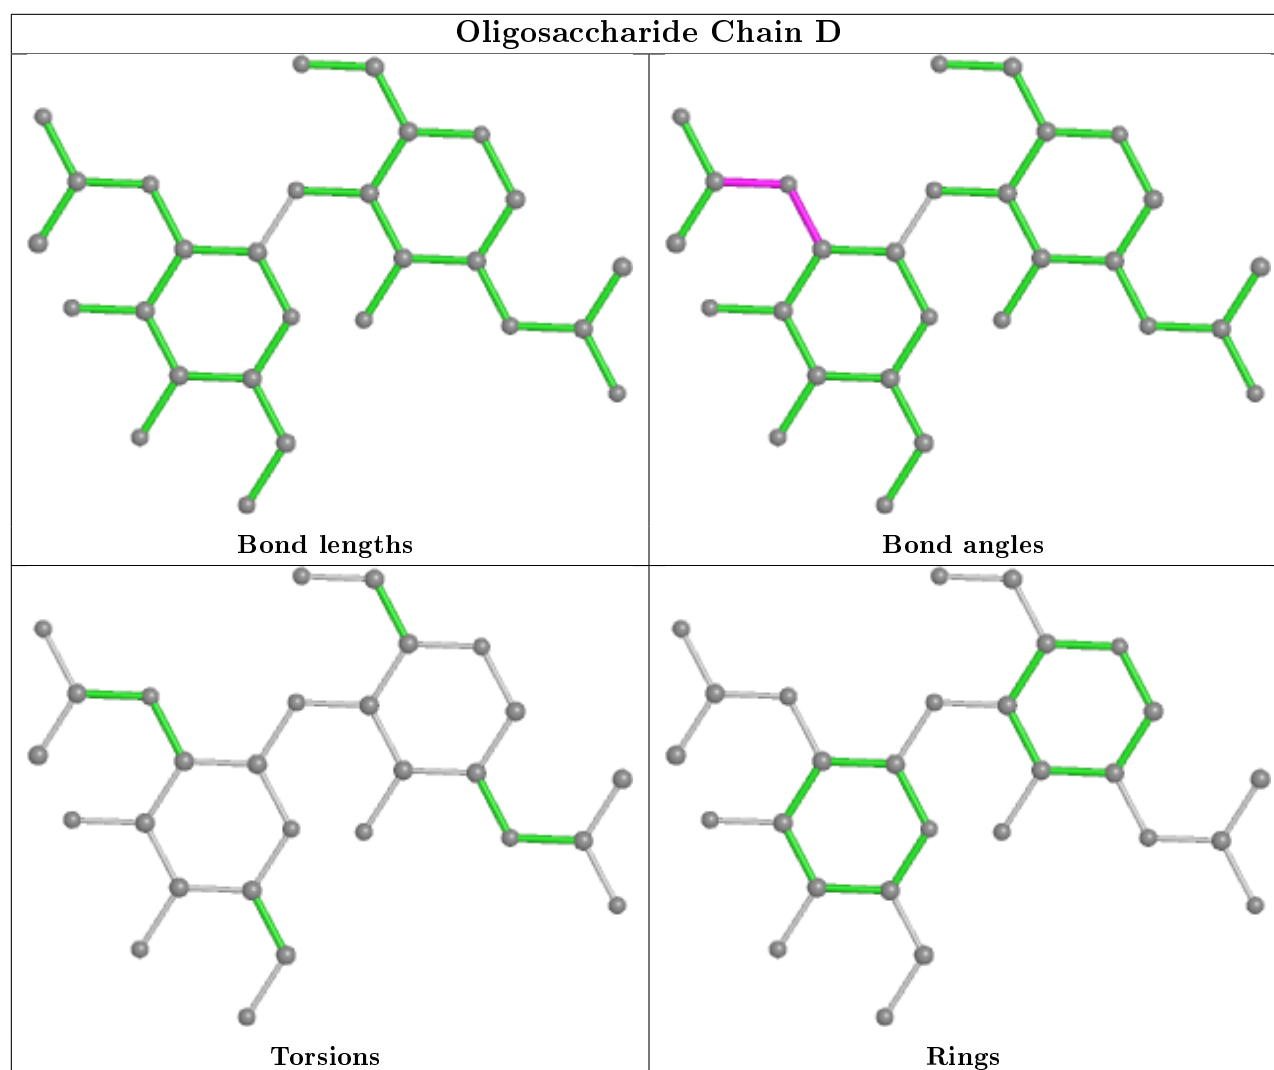 Oligosaccharide Chain D
Bond lengths
Bond angles
Torsions
Rings